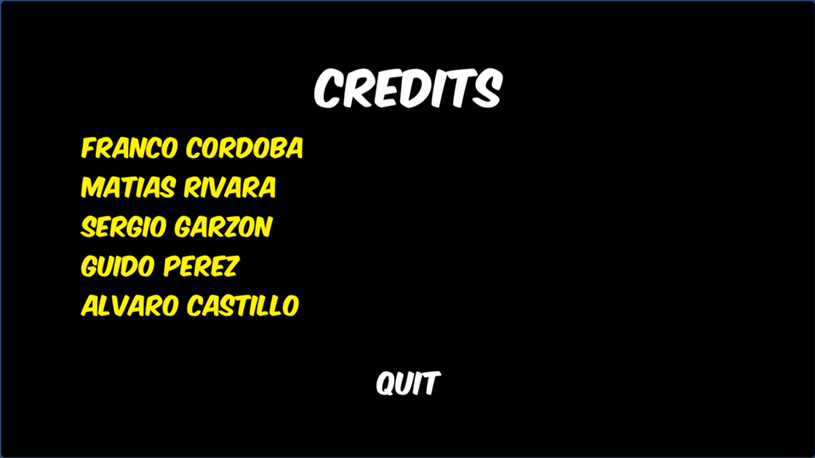 CREDITS
FRANCO CORDOBA
MATIAS RIVARA
SERGIO GARZON
GUIDO PEREZ
ALVARO CASTILLO
QUIT